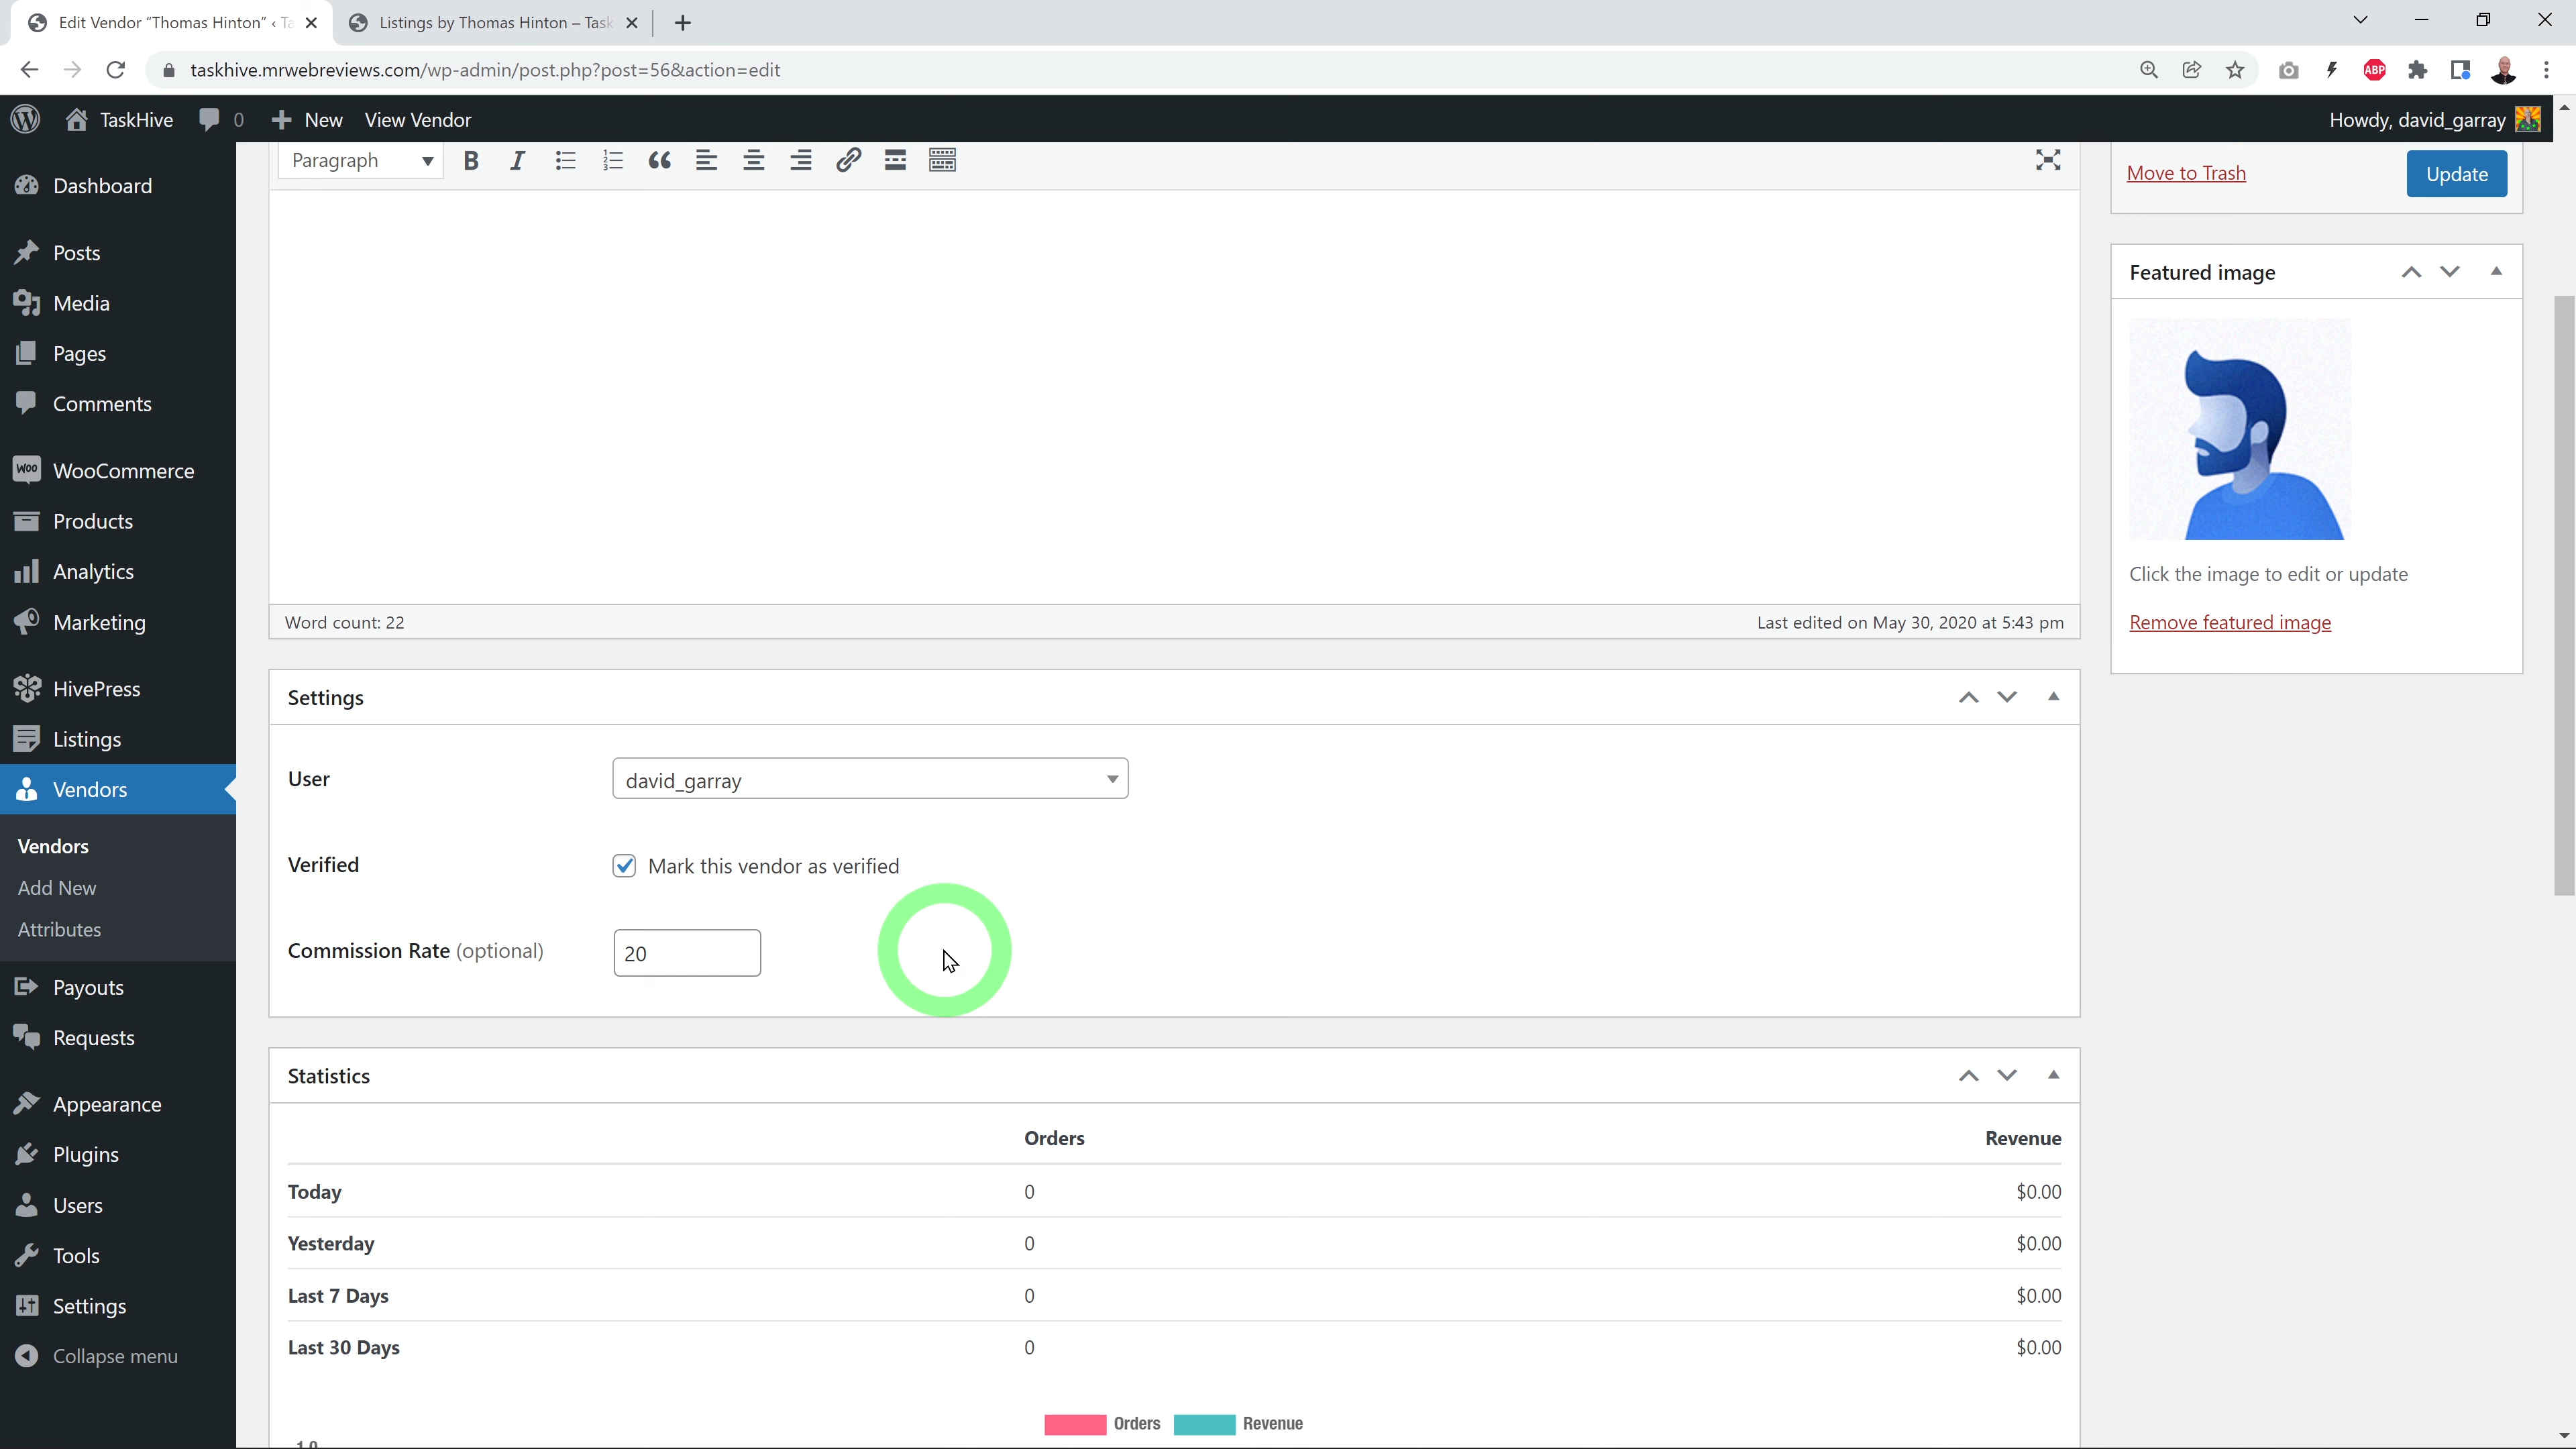 Edit Vendor “Thomas Hinton” ‹ Ta
Listings by Thomas Hinton – Task
taskhive.mrwebreviews.com/wp-admin/post.php?post=56&action=edit
ABP
TaskHive
0
New
View Vendor
Howdy, david_garray
Dashboard
Posts
Media
Pages
Comments
Woo WooCommerce
Products
Analytics
Marketing
HivePress
Listings
Vendors
Vendors
Add New
Attributes
Payouts
Requests
Appearance
Plugins
Users
Tools
Settings
Collapse menu
Paragraph
Word count: 22
Last edited on May 30, 2020 at 5:43 pm
Settings
User
david_garray
Verified
Mark this vendor as verified
Commission Rate (optional)
20
Statistics
Orders Revenue
Today 0 $0.00
Yesterday 0 $0.00
Last 7 Days 0 $0.00
Last 30 Days 0 $0.00
Orders Revenue
1.0
Move to Trash
Update
Featured image
Click the image to edit or update
Remove featured image